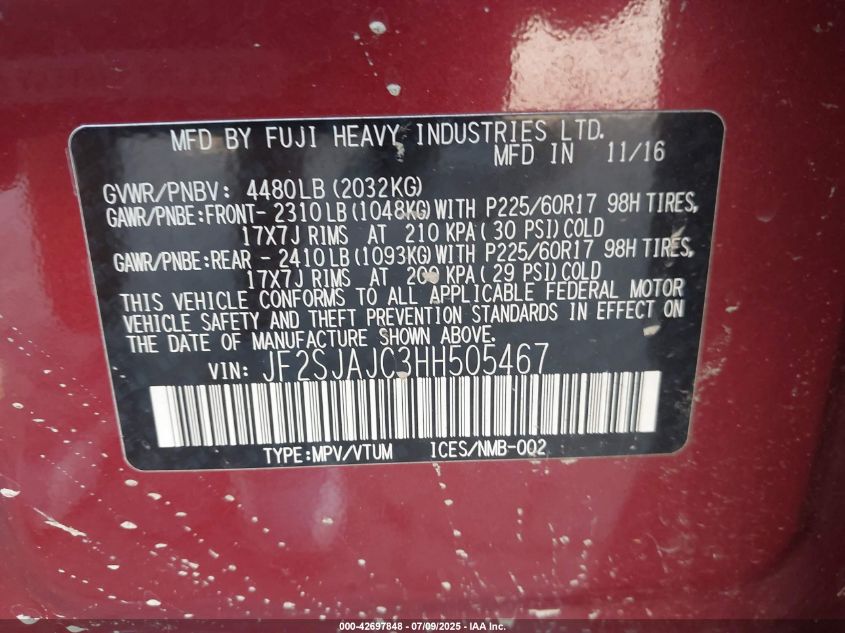 MFD BY FUJI HEAVY INDUSTRIES LTD.
MFD IN 11/16
GVWR/PNBV: 4480LB(2032KG)
GAWR/PNBE:FRONT- 2310LB(1048KG)WITH P225/60R17 98H TIRES,
17X7J RIMS AT 210 KPA(30 PSI)COLD
GAWR/PNBE:REAR - 2410LB(1093KG)WITH P225/60R17 98H TIRES,
17X7J RIMS AT 200 KPA(29 PSI)COLD
THIS VEHICLE CONFORMS TO ALL APPLICABLE FEDERAL MOTOR
VEHICLE SAFETY AND THEFT PREVENTION STANDARDS IN EFFECT ON
THE DATE OF MANUFACTURE SHOWN ABOVE.
VIN: JF2SJAJC3HH505467
TYPE:MPV/VTUM ICES/NMB-002
000-42697848 - 07/09/2025 - IAA Inc.